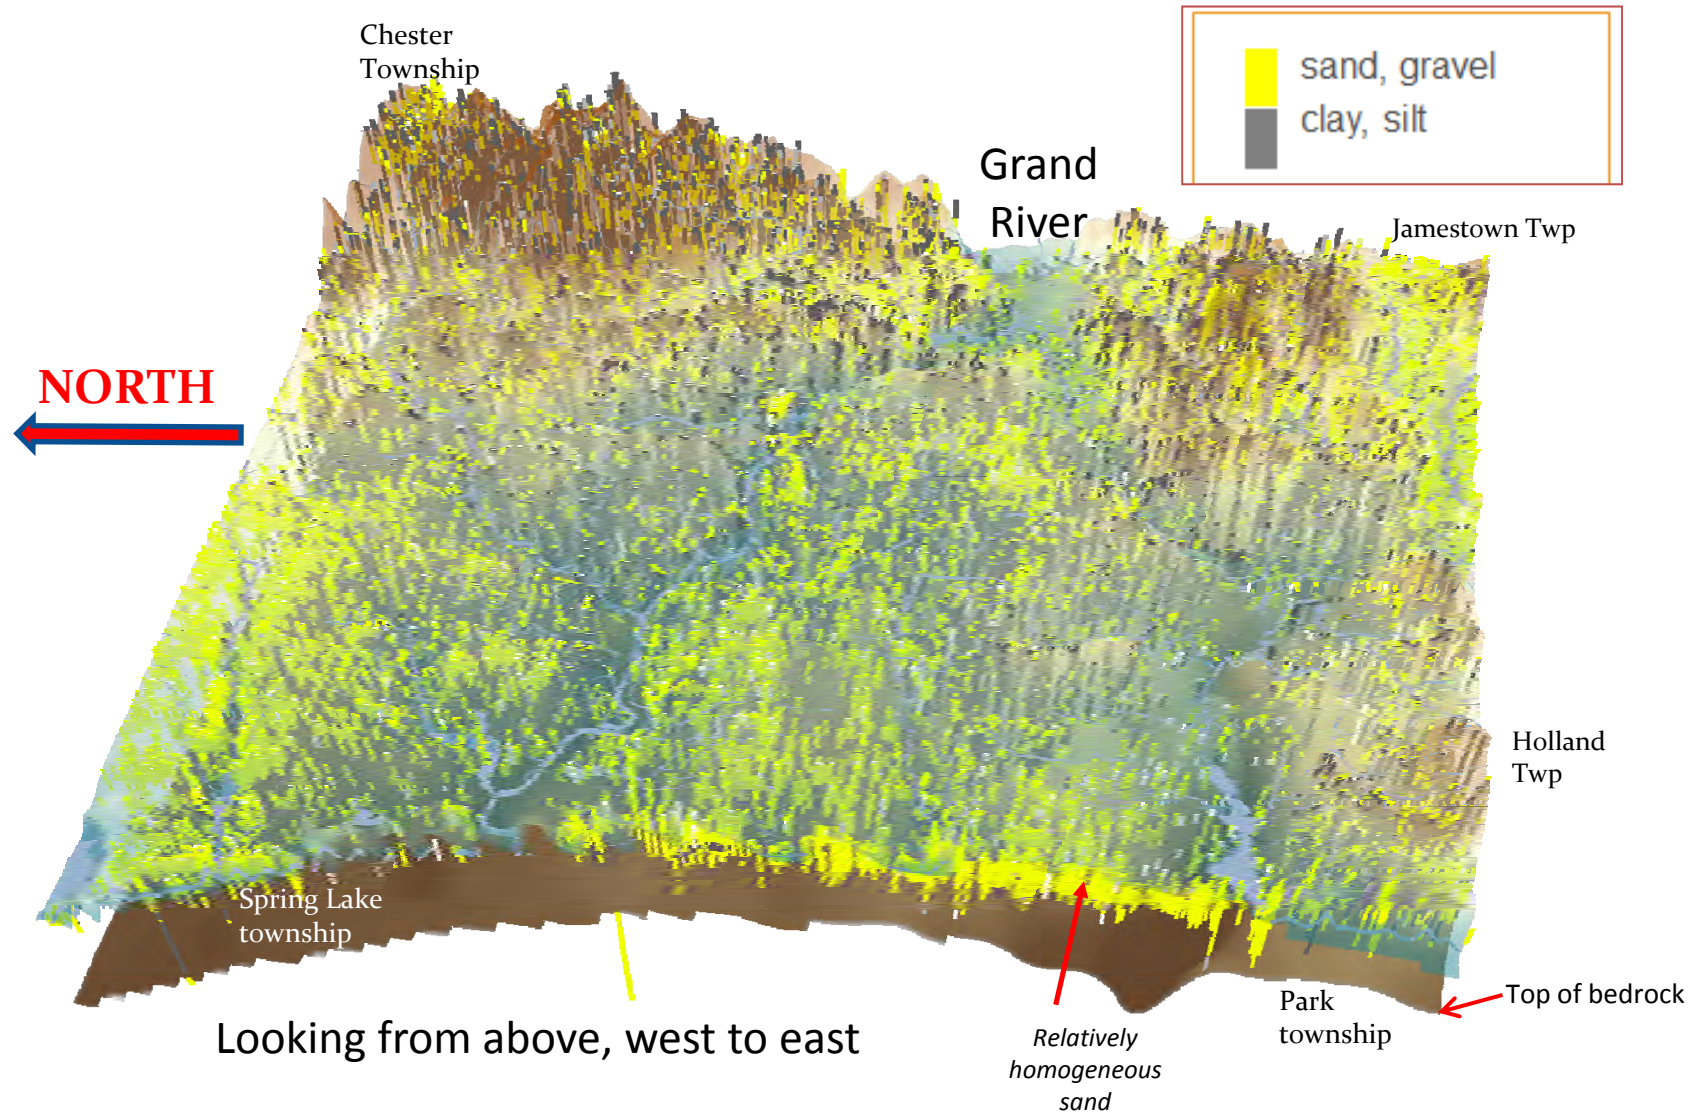 Chester
Township
sand, gravel
clay, silt
Grand
River
Jamestown Twp
NORTH
Holland
Twp
Spring Lake
township
Top of bedrock
Park
township
Looking from above, west to east
Relatively
homogeneous
sand